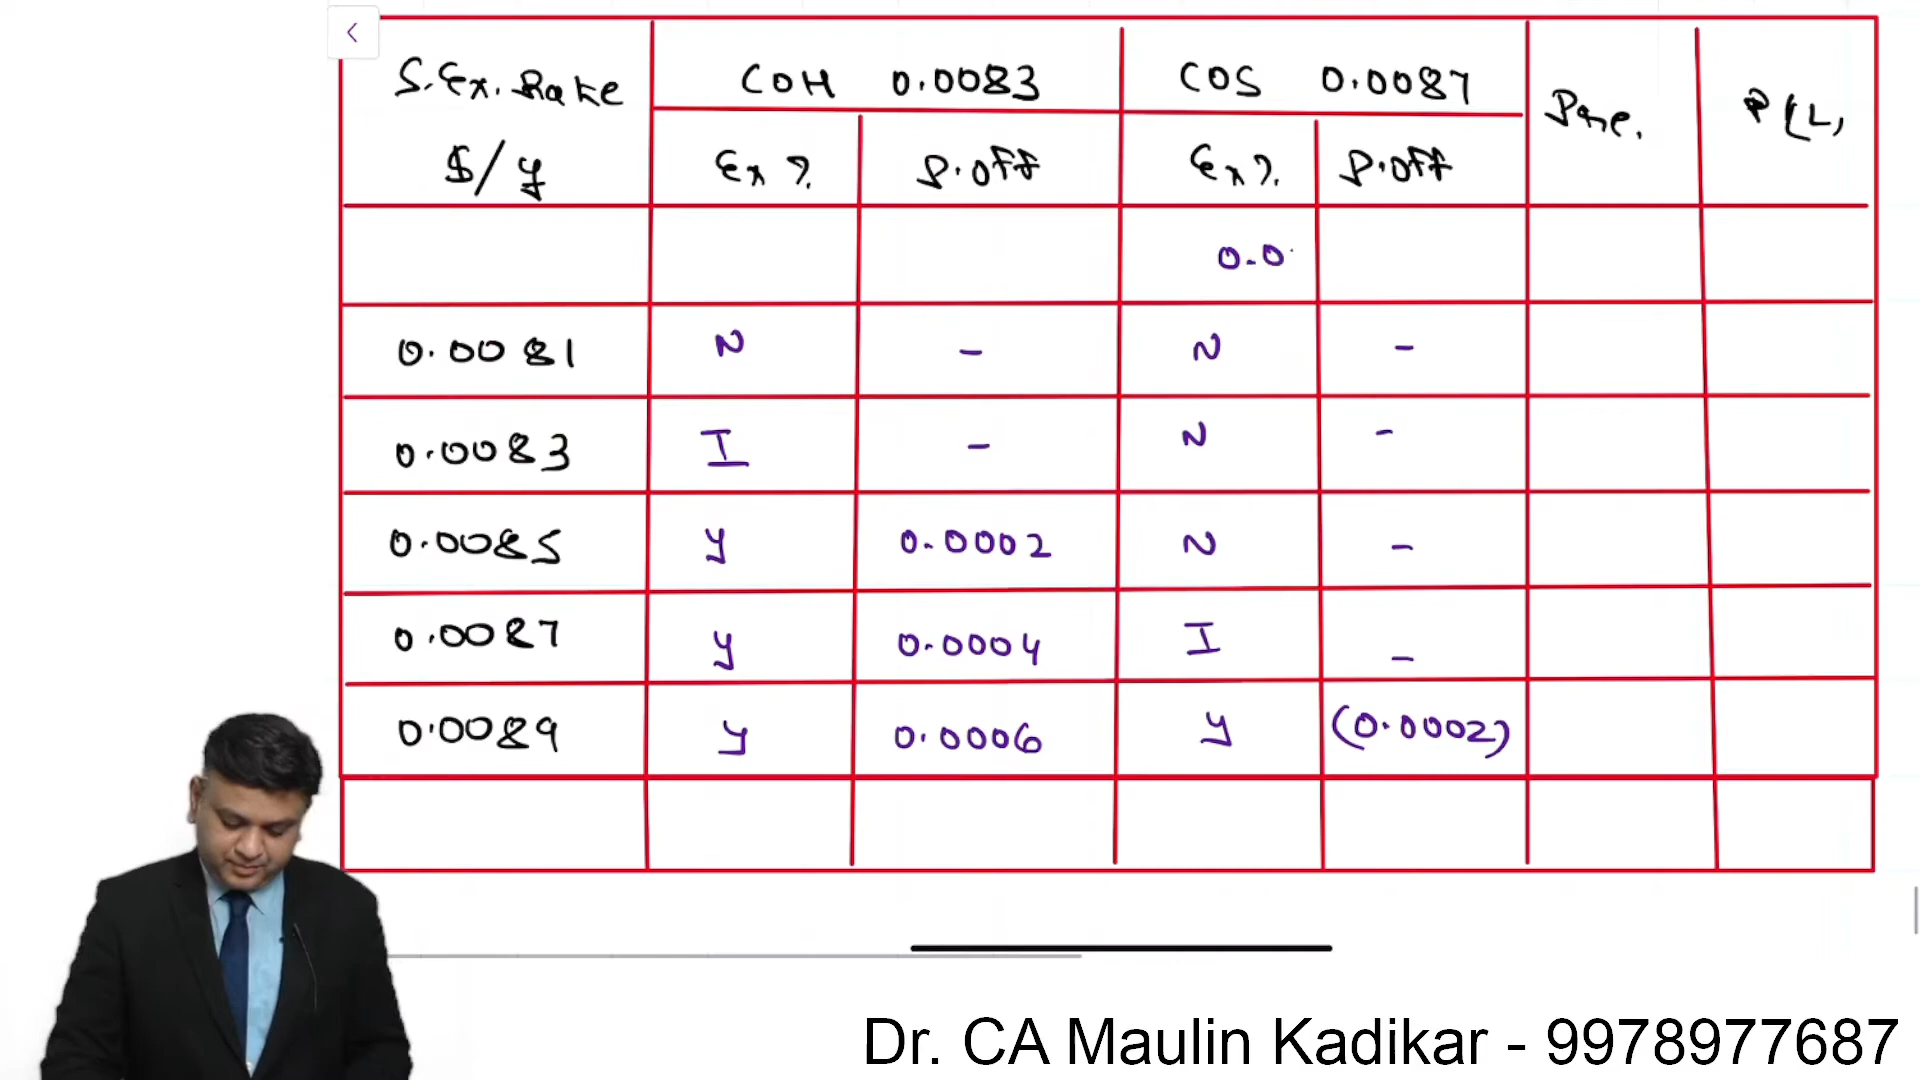 S.Ex. Rate COH 0.0083 COS 0.0087 Pre. P/(L)
$/y Ex ? P.off Ex ? P.off
0.0
0.0081 N - N -
0.0083 I - N -
0.0085 y 0.0002 N -
0.0087 y 0.0004 I -
0.0089 y 0.0006 y (0.0002)
Dr. CA Maulin Kadikar - 9978977687